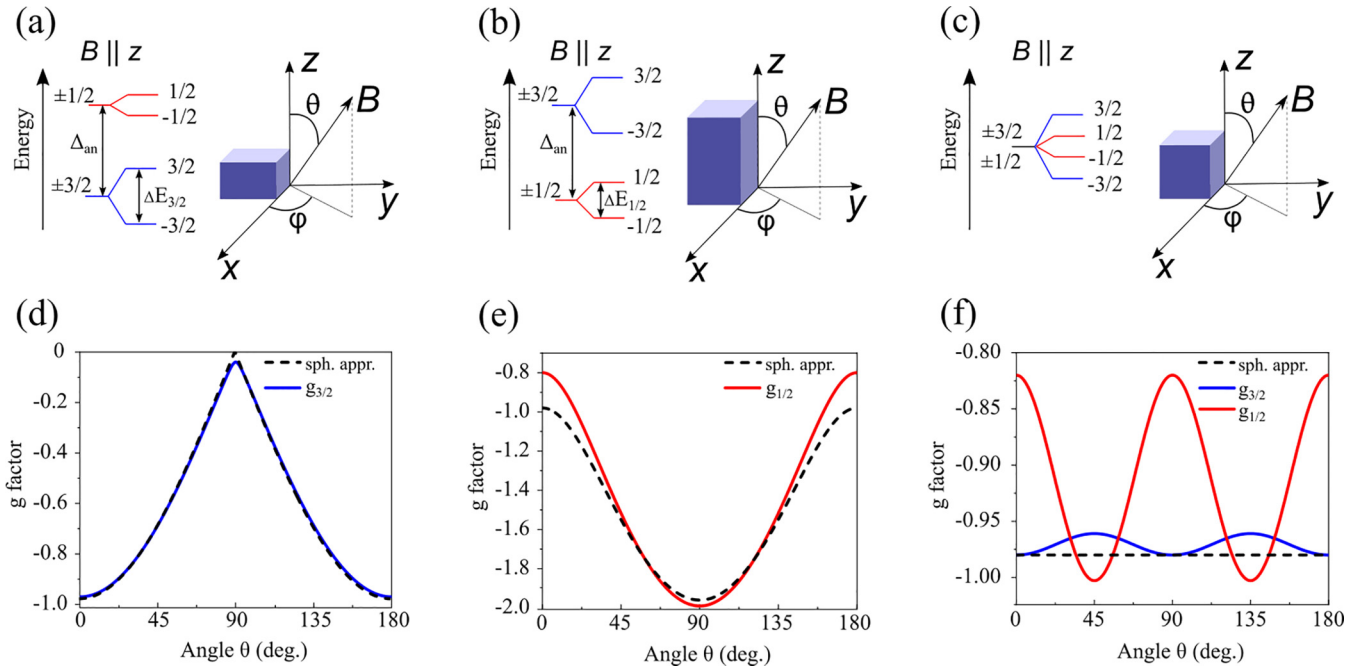 (a)
B || z
Energy
±1/2
1/2
-1/2
Δan
±3/2
3/2
ΔE3/2
-3/2
z
θ
B
y
φ
x
(b)
B || z
Energy
±3/2
3/2
-3/2
Δan
±1/2
1/2
ΔE1/2
-1/2
z
θ
B
y
φ
x
(c)
B || z
Energy
±3/2
±1/2
3/2
1/2
-1/2
-3/2
z
θ
B
y
φ
x
(d)
g factor
0
-0.2
-0.4
-0.6
-0.8
-1.0
sph. appr.
g3/2
0 45 90 135 180
Angle θ (deg.)
(e)
g factor
-0.8
-1.0
-1.2
-1.4
-1.6
-1.8
-2.0
sph. appr.
g1/2
0 45 90 135 180
Angle θ (deg.)
(f)
g factor
-0.80
-0.85
-0.90
-0.95
-1.00
sph. appr.
g3/2
g1/2
0 45 90 135 180
Angle θ (deg.)